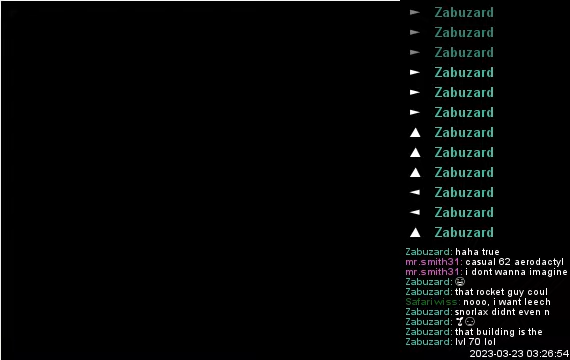 ► Zabuzard
► Zabuzard
► Zabuzard
► Zabuzard
► Zabuzard
► Zabuzard
▲ Zabuzard
▲ Zabuzard
▲ Zabuzard
◄ Zabuzard
◄ Zabuzard
▲ Zabuzard
Zabuzard: haha true
mr.smith31: casual 62 aerodactyl
mr.smith31: i dont wanna imagine
Zabuzard: 😂
Zabuzard: that rocket guy coul
Safariwiss: nooo, i want leech
Zabuzard: snorlax didnt even n
Zabuzard:
Zabuzard: that building is the
Zabuzard: lvl 70 lol
2023-03-23 03:26:54